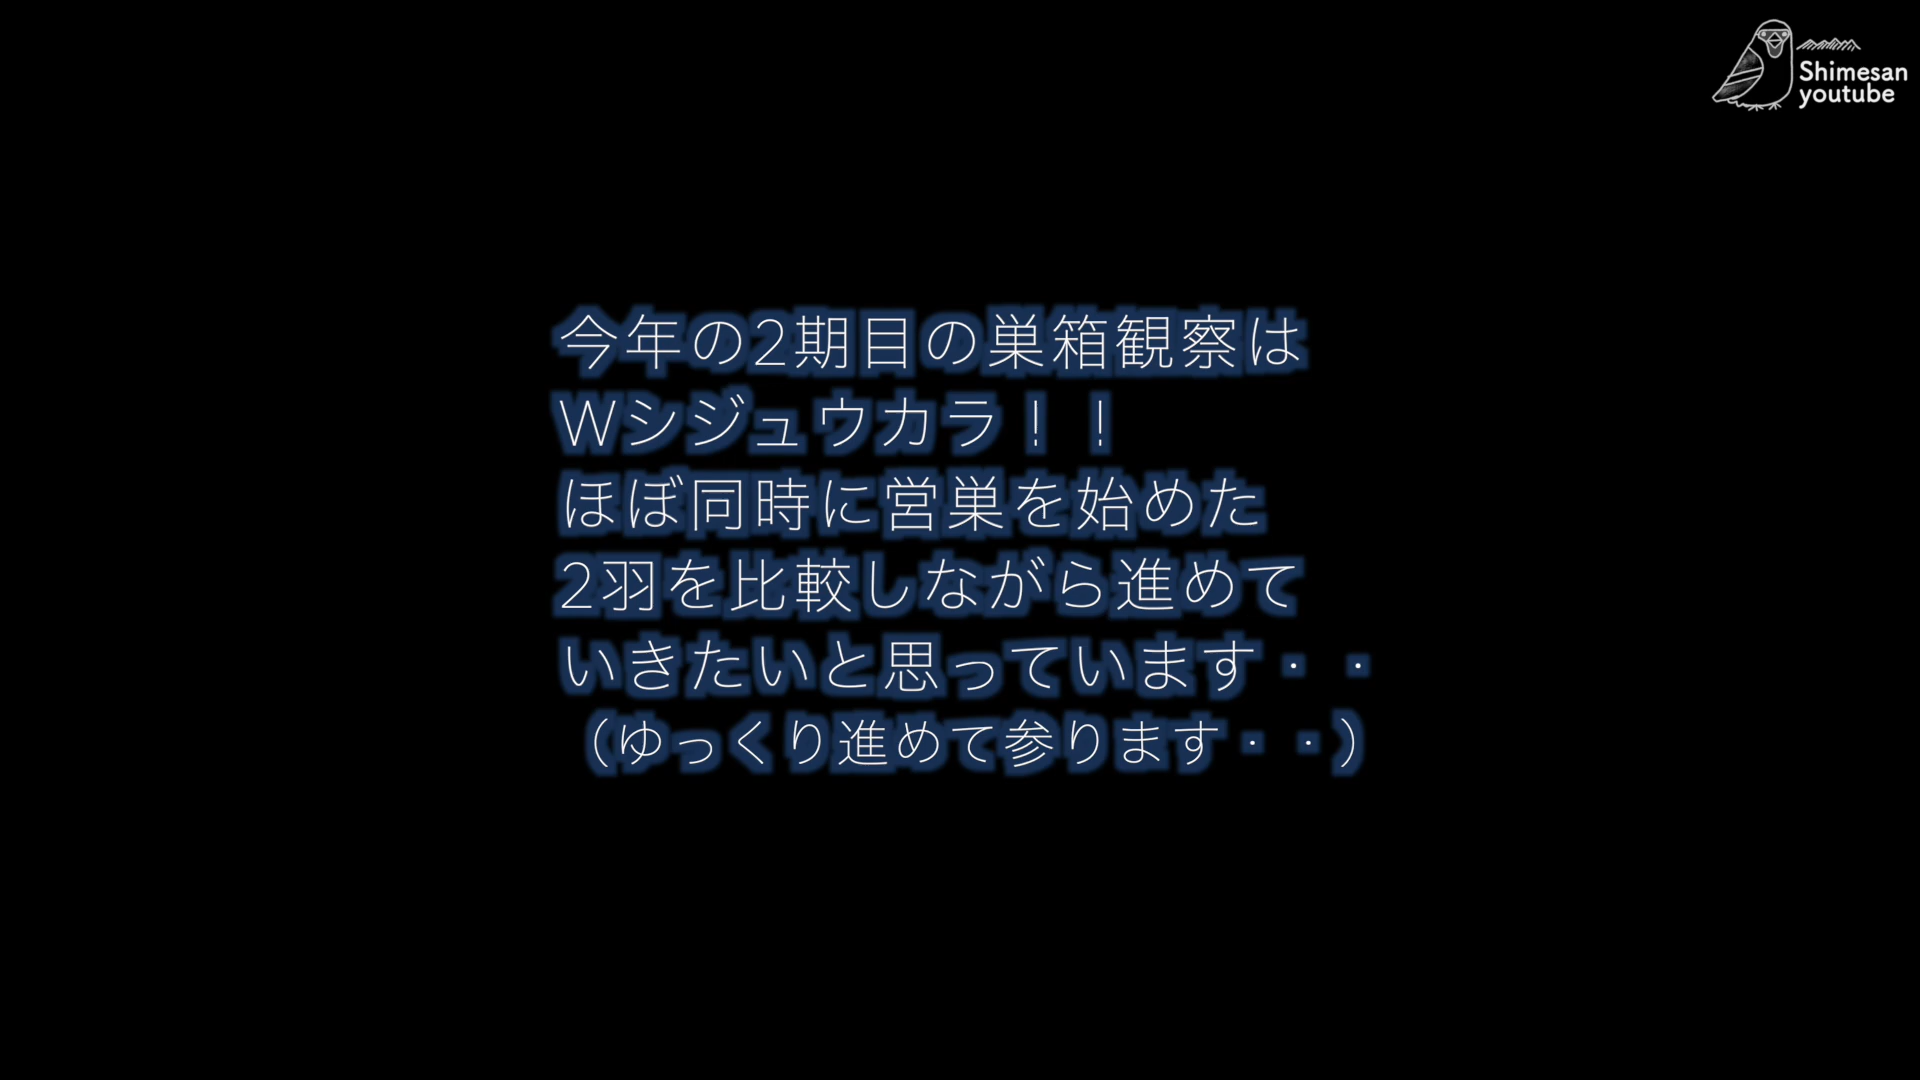 Shimesan
youtube
今年の2期目の巣箱観察は
Wシジュウカラ！！
ほぼ同時に営巣を始めた
2羽を比較しながら進めて
いきたいと思っています・・
（ゆっくり進めて参ります・・）